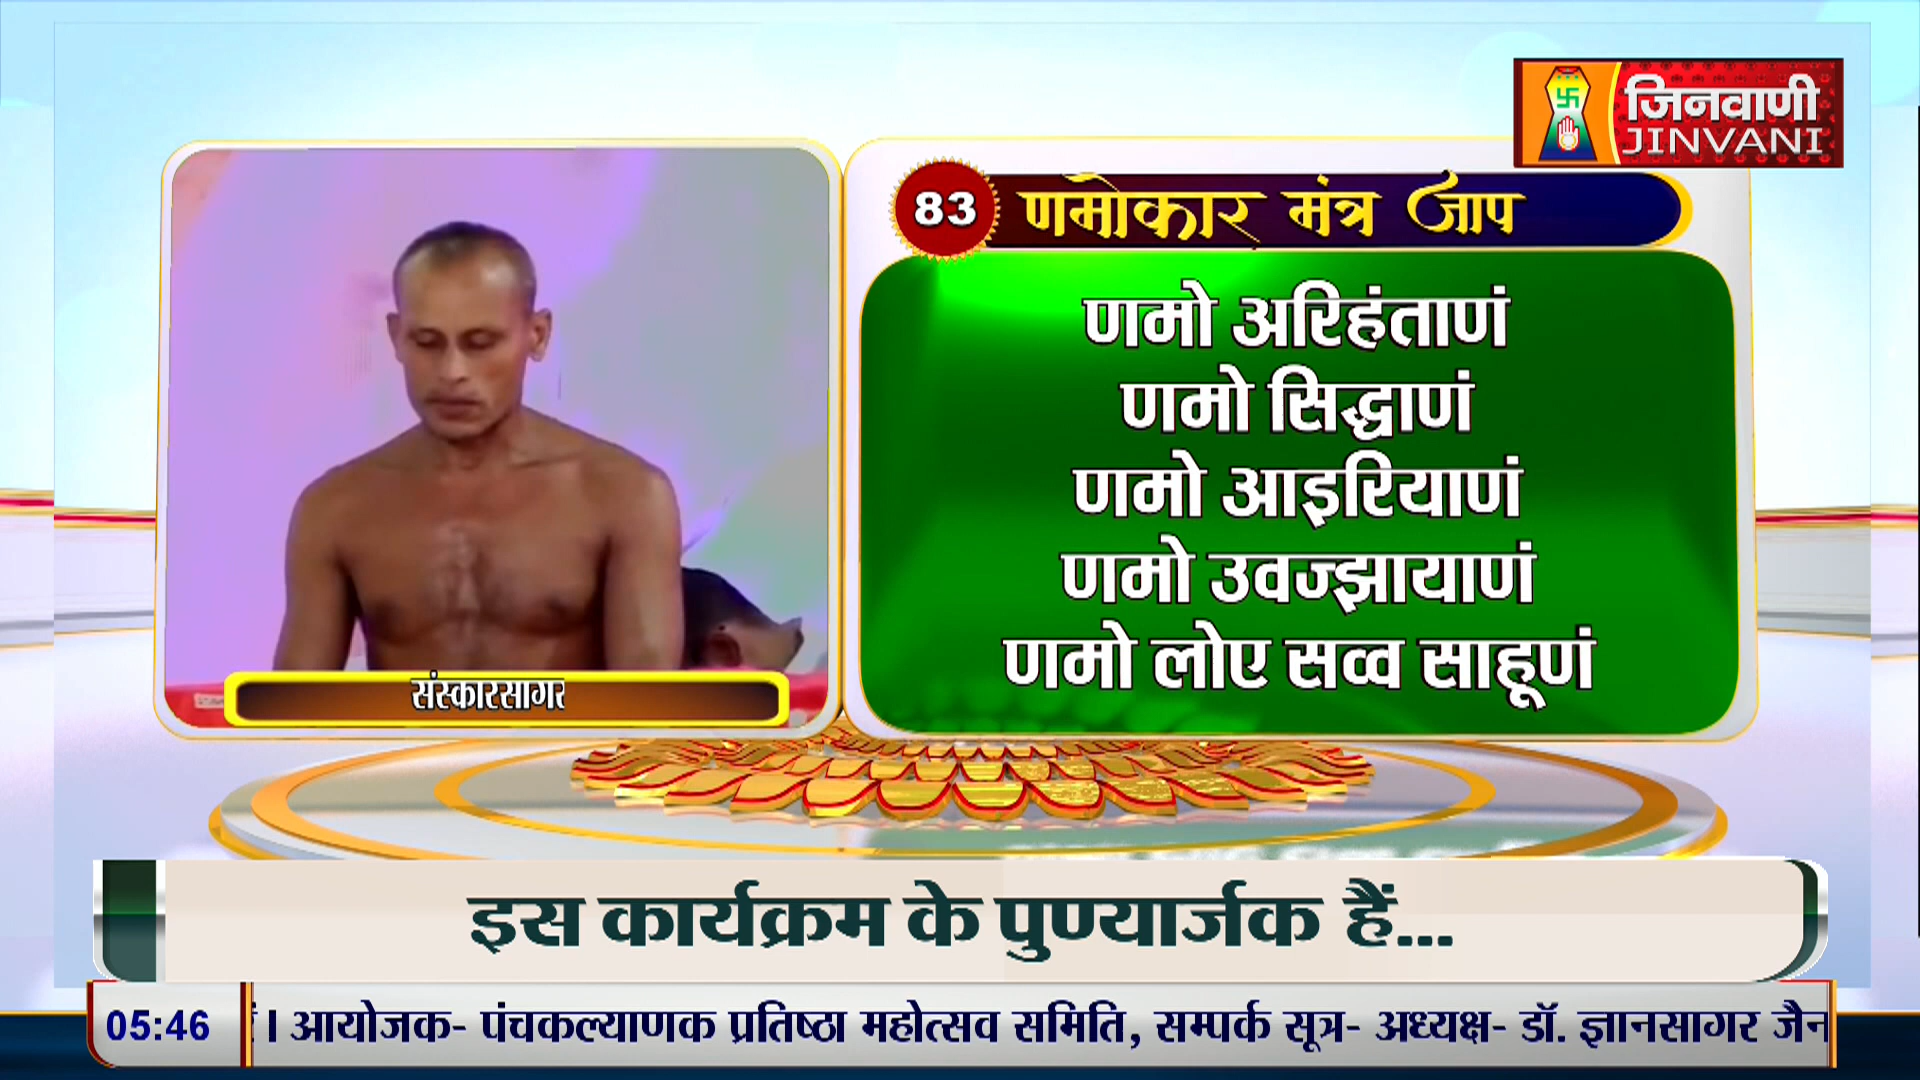 जिनवाणी
JINVANI
83 णमोकार मंत्र जाप
णमो अरिहंताणं
णमो सिद्धाणं
णमो आइरियाणं
णमो उवज्झायाणं
णमो लोए सव्व साहूणं
संस्कारसागर
इस कार्यक्रम के पुण्यार्जक हैं...
05:46 । आयोजक- पंचकल्याणक प्रतिष्ठा महोत्सव समिति, सम्पर्क सूत्र- अध्यक्ष- डॉ. ज्ञानसागर जैन